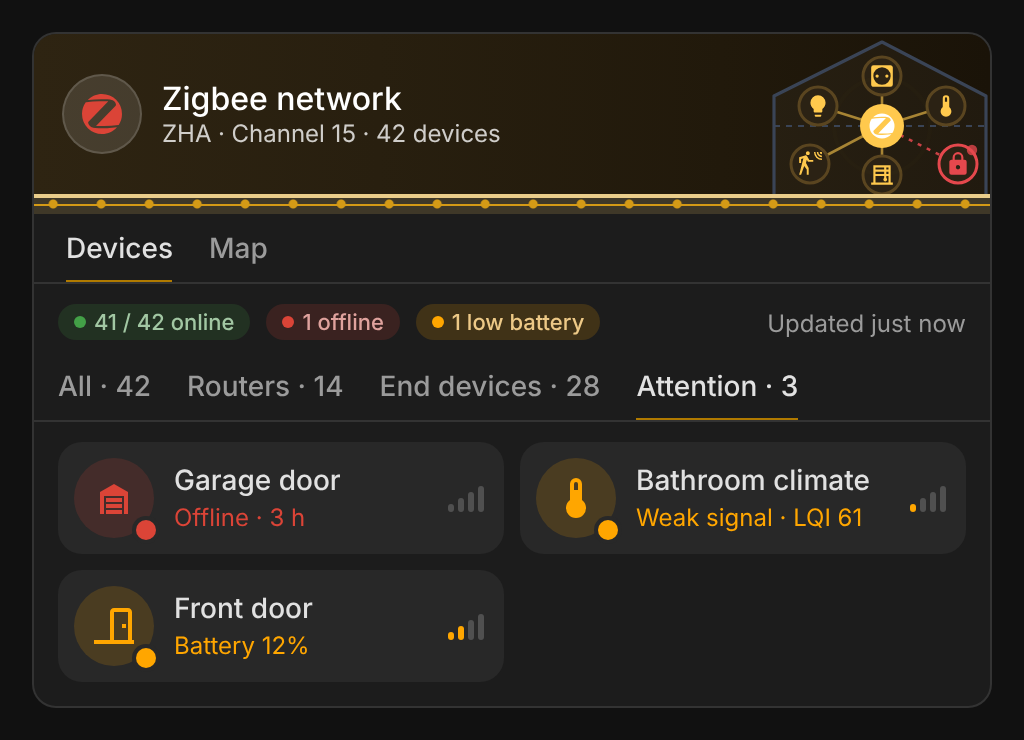 Zigbee network
ZHA · Channel 15 · 42 devices
Devices Map
41 / 42 online 1 offline 1 low battery Updated just now
All · 42 Routers · 14 End devices · 28 Attention · 3
Garage door
Offline · 3 h
Bathroom climate
Weak signal · LQI 61
Front door
Battery 12%